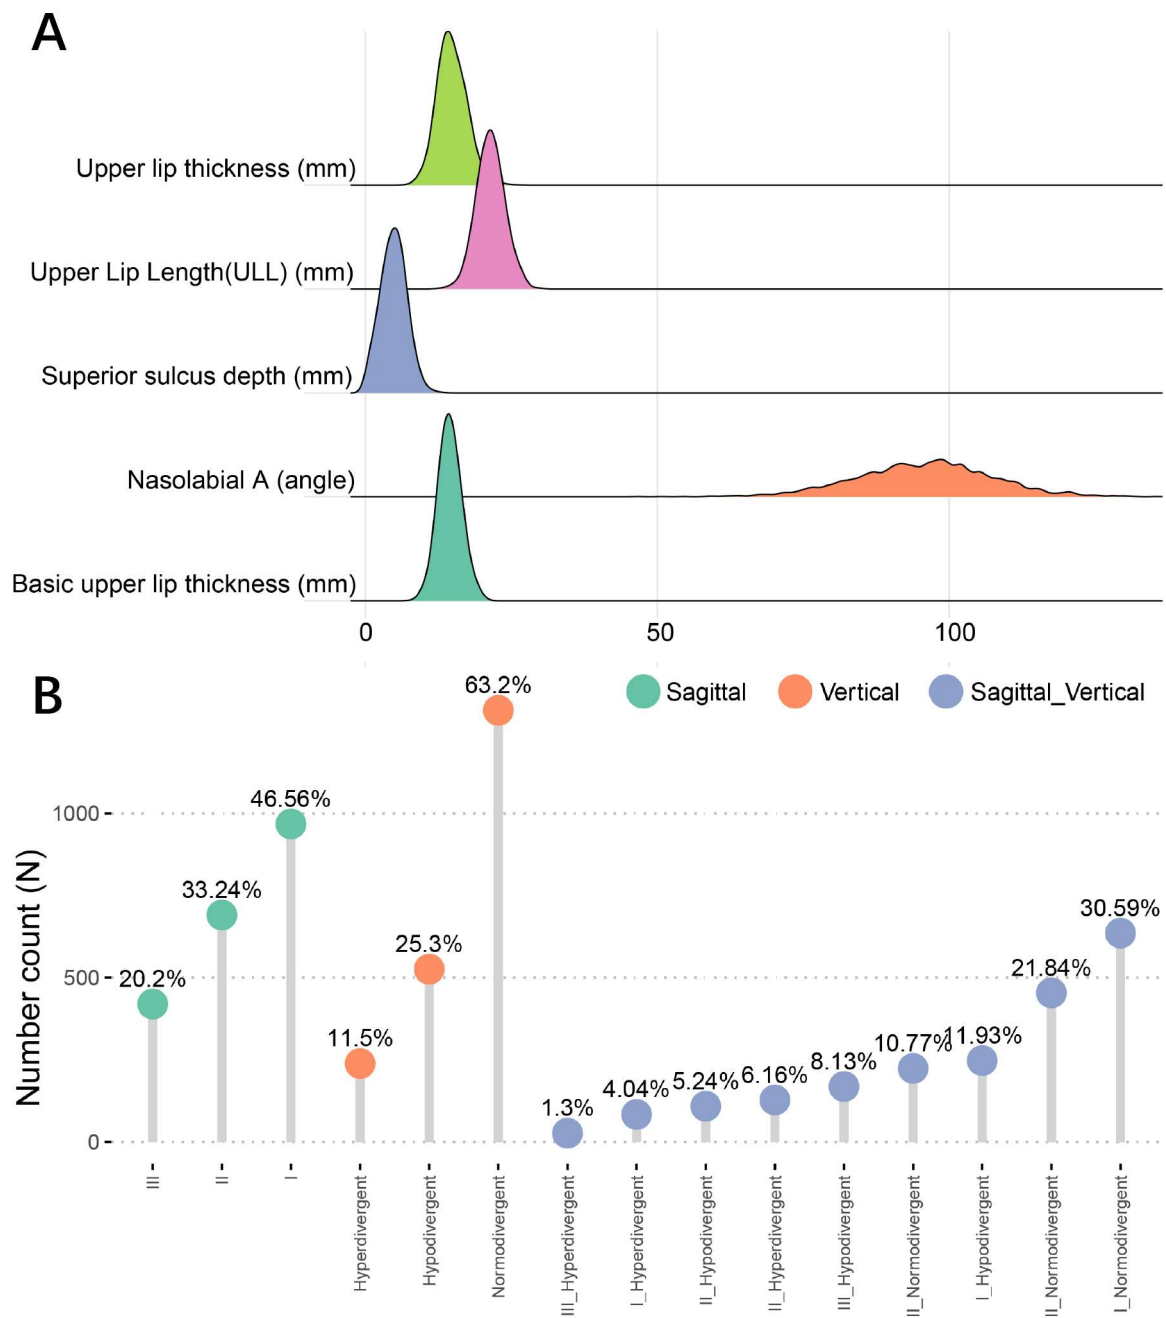 A
Upper lip thickness (mm)
Upper Lip Length(ULL) (mm)
Superior sulcus depth (mm)
Nasolabial A (angle)
Basic upper lip thickness (mm)
0 50 100
B
Sagittal Vertical Sagittal_Vertical
Number count (N)
1000
500
0
20.2%
33.24%
46.56%
11.5%
25.3%
63.2%
1.3%
4.04%
5.24%
6.16%
8.13%
10.77%
11.93%
21.84%
30.59%
III
II
I
Hyperdivergent
Hypodivergent
Normodivergent
III_Hyperdivergent
I_Hyperdivergent
II_Hypodivergent
II_Hyperdivergent
III_Hypodivergent
II_Normodivergent
I_Hypodivergent
II_Normodivergent
I_Normodivergent